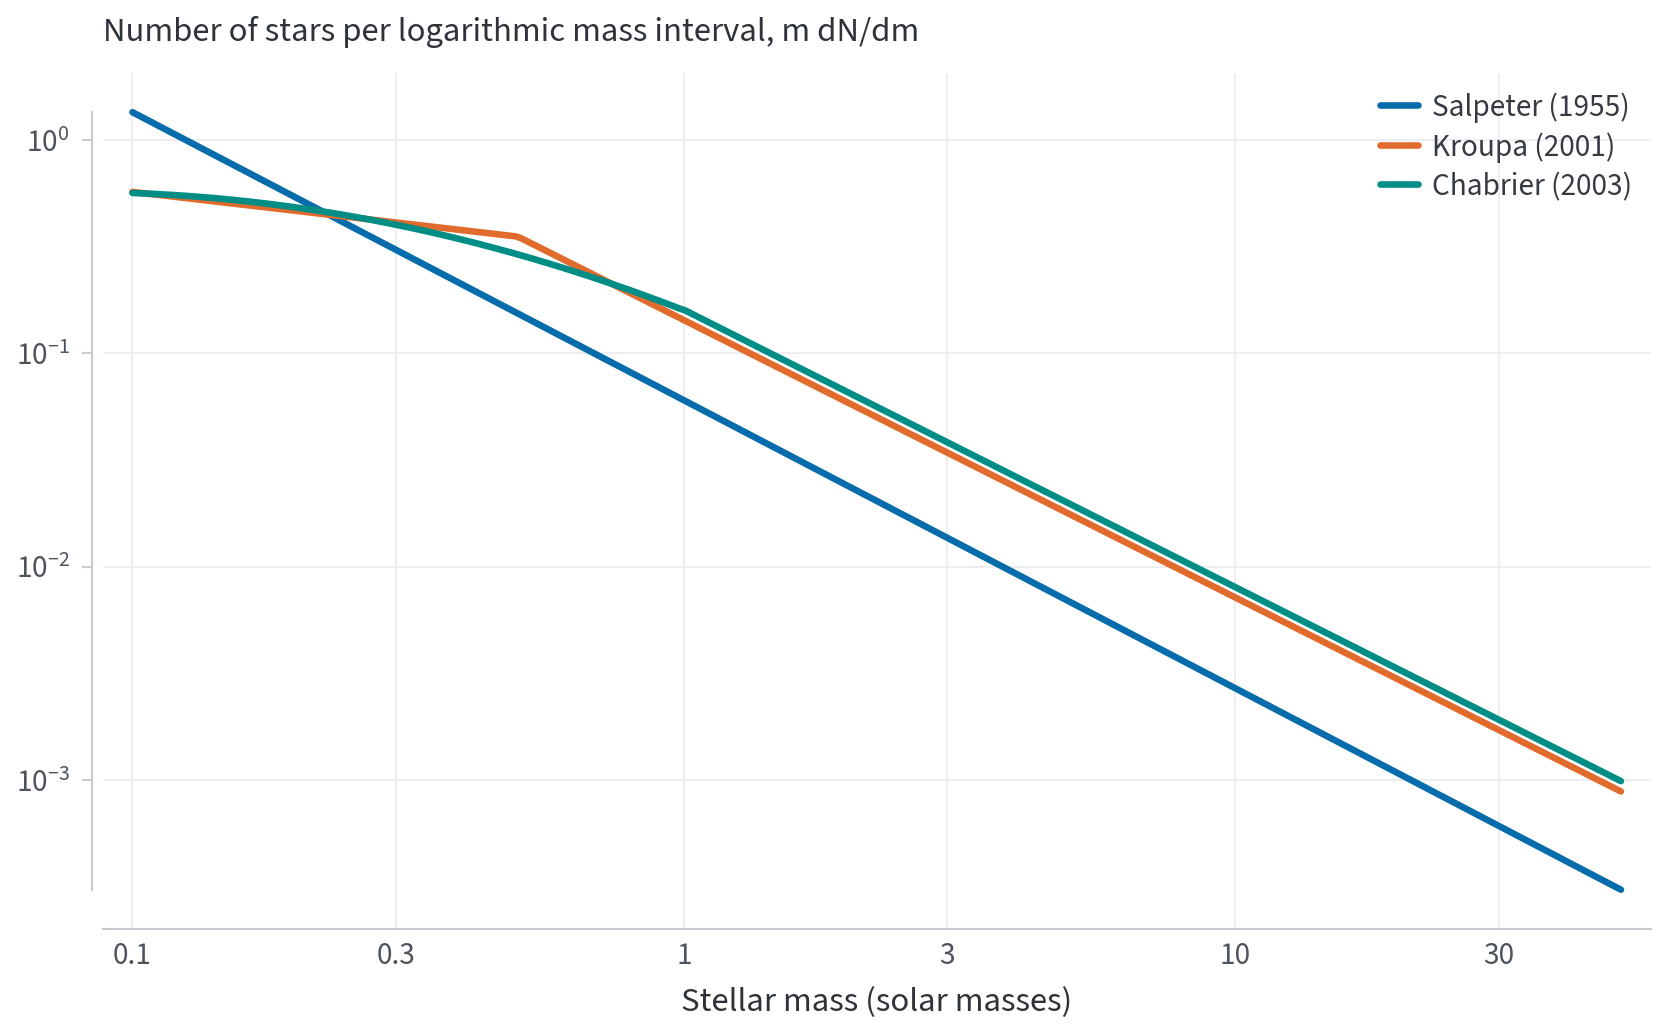 Number of stars per logarithmic mass interval, m dN/dm
Salpeter (1955)
Kroupa (2001)
Chabrier (2003)
10⁰
10⁻¹
10⁻²
10⁻³
0.1 0.3 1 3 10 30
Stellar mass (solar masses)